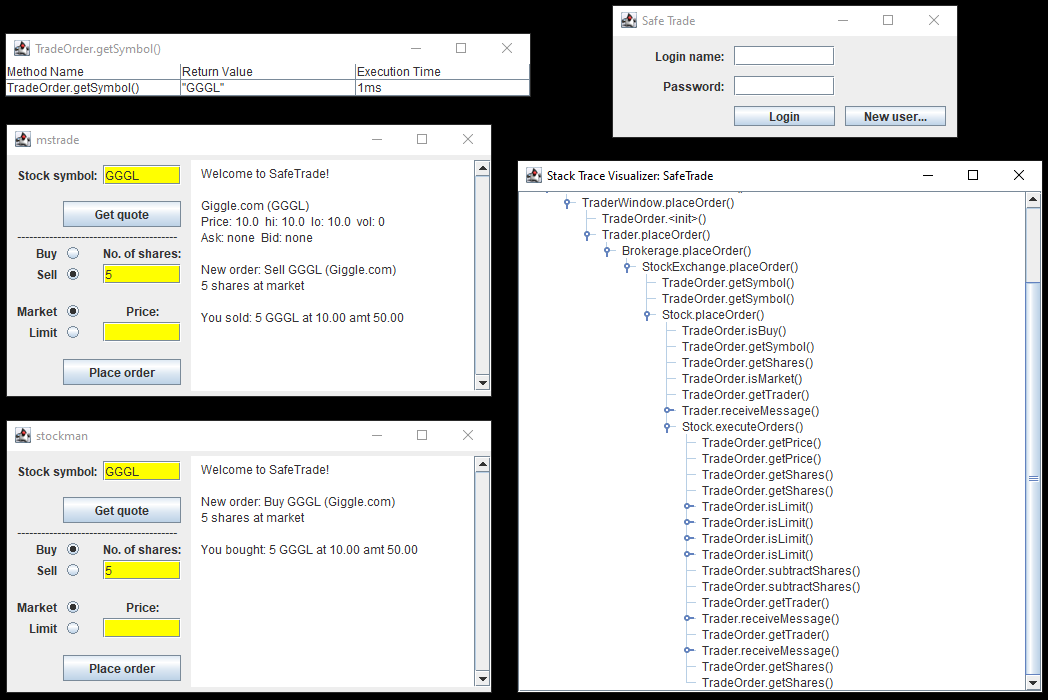 TradeOrder.getSymbol()
Method Name Return Value Execution Time
TradeOrder.getSymbol() "GGGL" 1ms
Safe Trade
Login name:
Password:
Login New user...
mstrade
Stock symbol: GGGL
Get quote
Buy No. of shares:
Sell 5
Market Price:
Limit
Place order
Welcome to SafeTrade!
Giggle.com (GGGL)
Price: 10.0 hi: 10.0 lo: 10.0 vol: 0
Ask: none Bid: none
New order: Sell GGGL (Giggle.com)
5 shares at market
You sold: 5 GGGL at 10.00 amt 50.00
stockman
Stock symbol: GGGL
Get quote
Buy No. of shares:
Sell 5
Market Price:
Limit
Place order
Welcome to SafeTrade!
New order: Buy GGGL (Giggle.com)
5 shares at market
You bought: 5 GGGL at 10.00 amt 50.00
Stack Trace Visualizer: SafeTrade
TraderWindow.placeOrder()
TradeOrder.<init>()
Trader.placeOrder()
Brokerage.placeOrder()
StockExchange.placeOrder()
TradeOrder.getSymbol()
TradeOrder.getSymbol()
Stock.placeOrder()
TradeOrder.isBuy()
TradeOrder.getSymbol()
TradeOrder.getShares()
TradeOrder.isMarket()
TradeOrder.getTrader()
Trader.receiveMessage()
Stock.executeOrders()
TradeOrder.getPrice()
TradeOrder.getPrice()
TradeOrder.getShares()
TradeOrder.getShares()
TradeOrder.isLimit()
TradeOrder.isLimit()
TradeOrder.isLimit()
TradeOrder.isLimit()
TradeOrder.subtractShares()
TradeOrder.subtractShares()
TradeOrder.getTrader()
Trader.receiveMessage()
TradeOrder.getTrader()
Trader.receiveMessage()
TradeOrder.getShares()
TradeOrder.getShares()